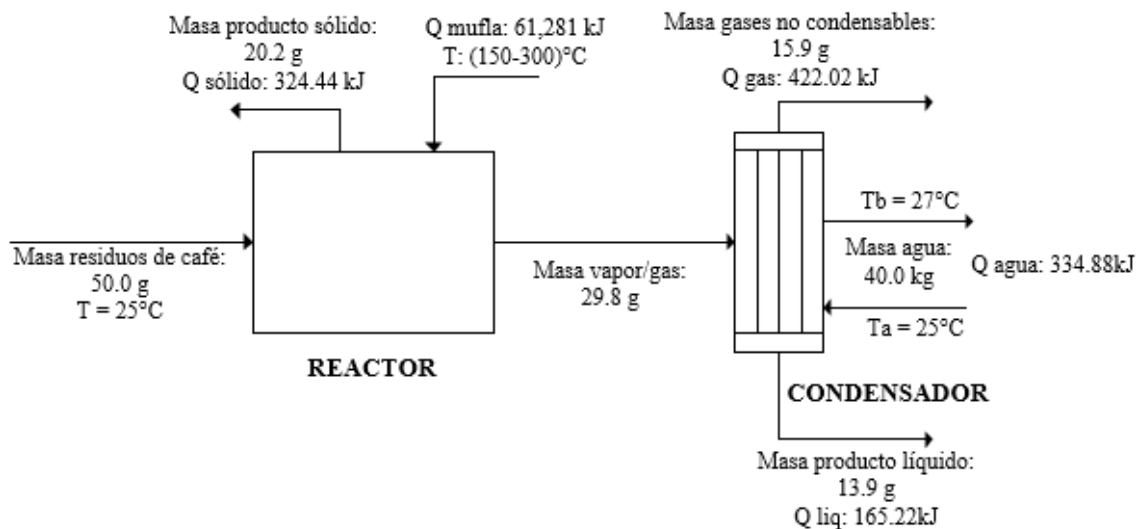 Masa producto sólido:
20.2 g
Q sólido: 324.44 kJ
Q mufla: 61,281 kJ
T: (150-300)°C
Masa gases no condensables:
15.9 g
Q gas: 422.02 kJ
Masa residuos de café:
50.0 g
T = 25°C
REACTOR
Masa vapor/gas:
29.8 g
Tb = 27°C
Masa agua:
40.0 kg
Q agua: 334.88kJ
Ta = 25°C
CONDENSADOR
Masa producto líquido:
13.9 g
Q liq: 165.22kJ